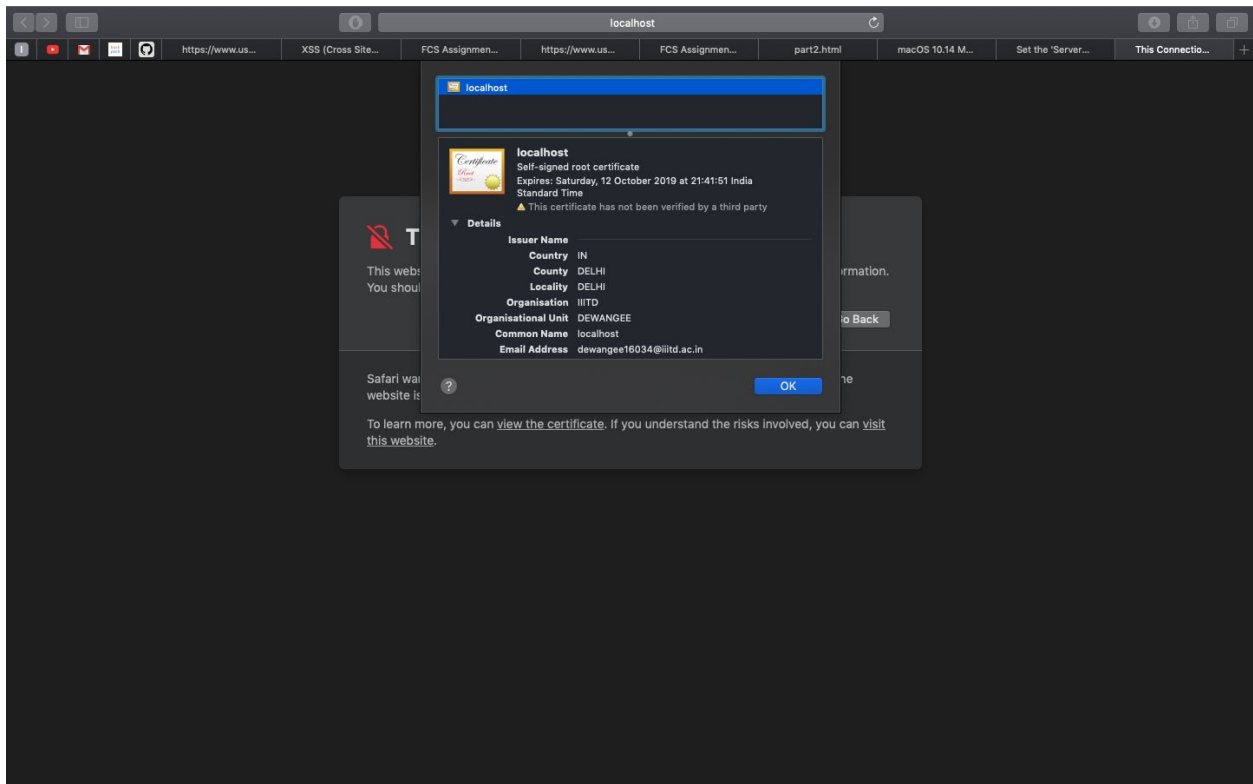 localhost
https://www.us... XSS (Cross Site... FCS Assignmen... https://www.us... FCS Assignmen... part2.html macOS 10.14 M... Set the 'Server... This Connectio...
localhost
Certificate
Root
localhost
Self-signed root certificate
Expires: Saturday, 12 October 2019 at 21:41:51 India
Standard Time
This certificate has not been verified by a third party
Details
Issuer Name
Country IN
County DELHI
Locality DELHI
Organisation IIITD
Organisational Unit DEWANGEE
Common Name localhost
Email Address dewangee16034@iiitd.ac.in
? OK
T
This webs rmation.
You shoul
o Back
Safari war he
website is
To learn more, you can view the certificate. If you understand the risks involved, you can visit
this website.